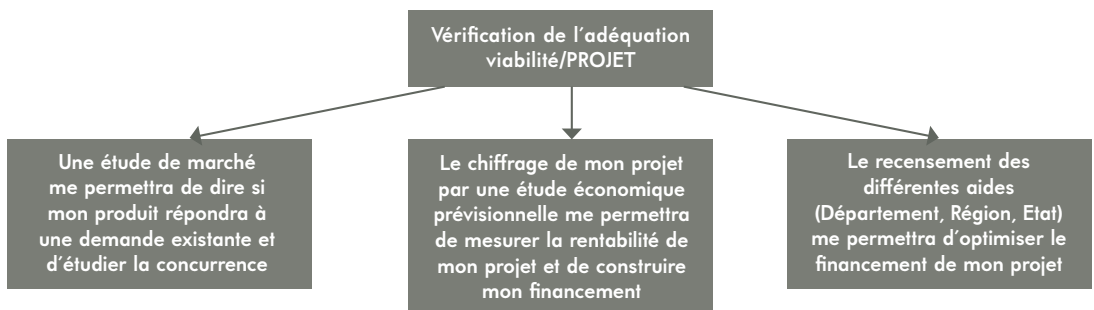 Vérification de l'adéquation
viabilité/PROJET
Une étude de marché
me permettra de dire si
mon produit répondra à
une demande existante et
d'étudier la concurrence
Le chiffrage de mon projet
par une étude économique
prévisionnelle me permettra
de mesurer la rentabilité de
mon projet et de construire
mon financement
Le recensement des
différentes aides
(Département, Région, Etat)
me permettra d'optimiser le
financement de mon projet